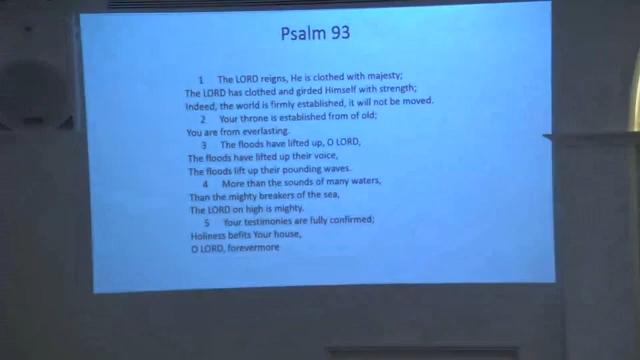 Psalm 93
1 The LORD reigns, He is clothed with majesty;
The LORD has clothed and girded Himself with strength;
Indeed, the world is firmly established, it will not be moved.
2 Your throne is established from of old;
You are from everlasting.
3 The floods have lifted up, O LORD,
The floods have lifted up their voice,
The floods lift up their pounding waves.
4 More than the sounds of many waters,
Than the mighty breakers of the sea,
The LORD on high is mighty.
5 Your testimonies are fully confirmed;
Holiness befits Your house,
O LORD, forevermore